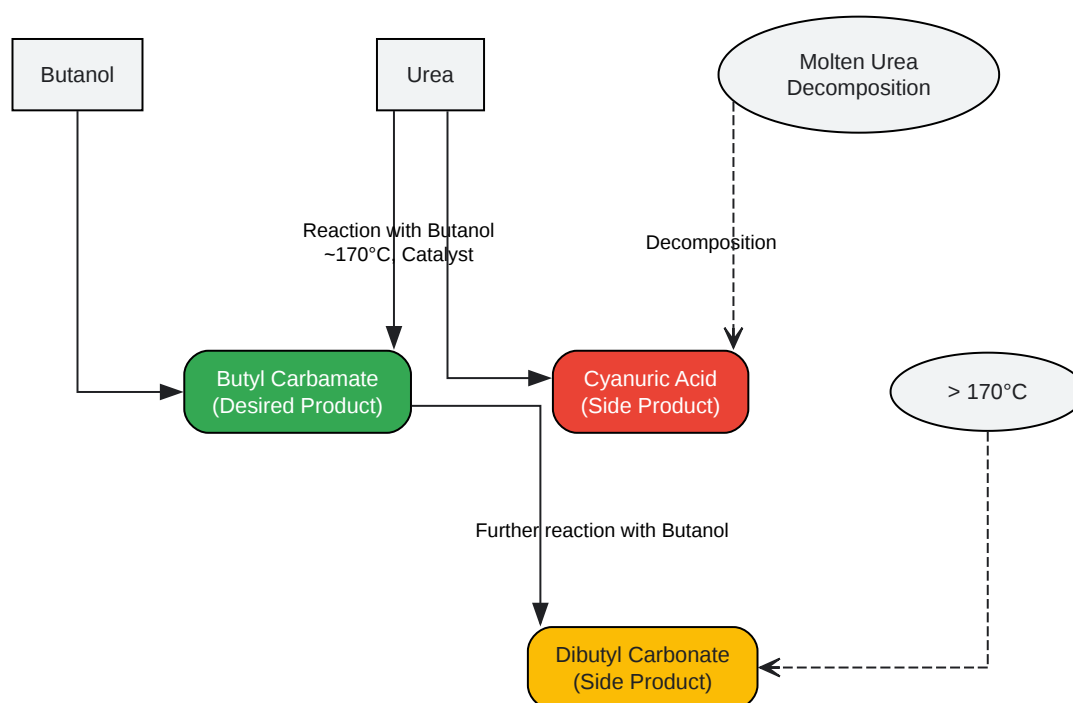 Butanol
Urea
Molten Urea
Decomposition
Reaction with Butanol
~170°C, Catalyst
Decomposition
Butyl Carbamate
(Desired Product)
Cyanuric Acid
(Side Product)
> 170°C
Further reaction with Butanol
Dibutyl Carbonate
(Side Product)